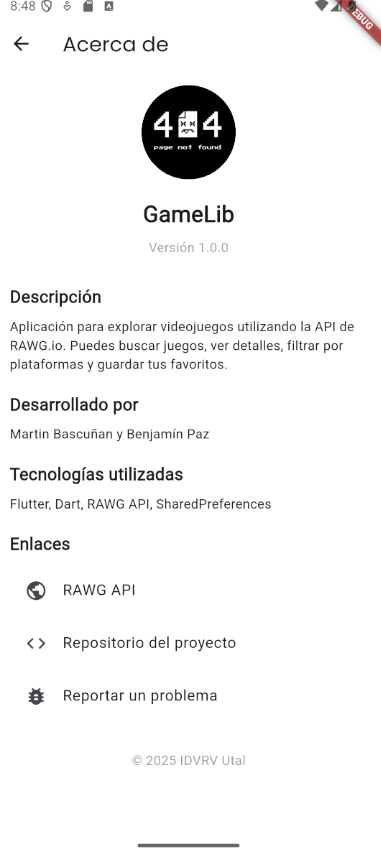 8:48
DEBUG
Acerca de
4 4
page not found
GameLib
Versión 1.0.0
Descripción
Aplicación para explorar videojuegos utilizando la API de
RAWG.io. Puedes buscar juegos, ver detalles, filtrar por
plataformas y guardar tus favoritos.
Desarrollado por
Martin Bascuñan y Benjamín Paz
Tecnologías utilizadas
Flutter, Dart, RAWG API, SharedPreferences
Enlaces
RAWG API
Repositorio del proyecto
Reportar un problema
© 2025 IDVRV Utal